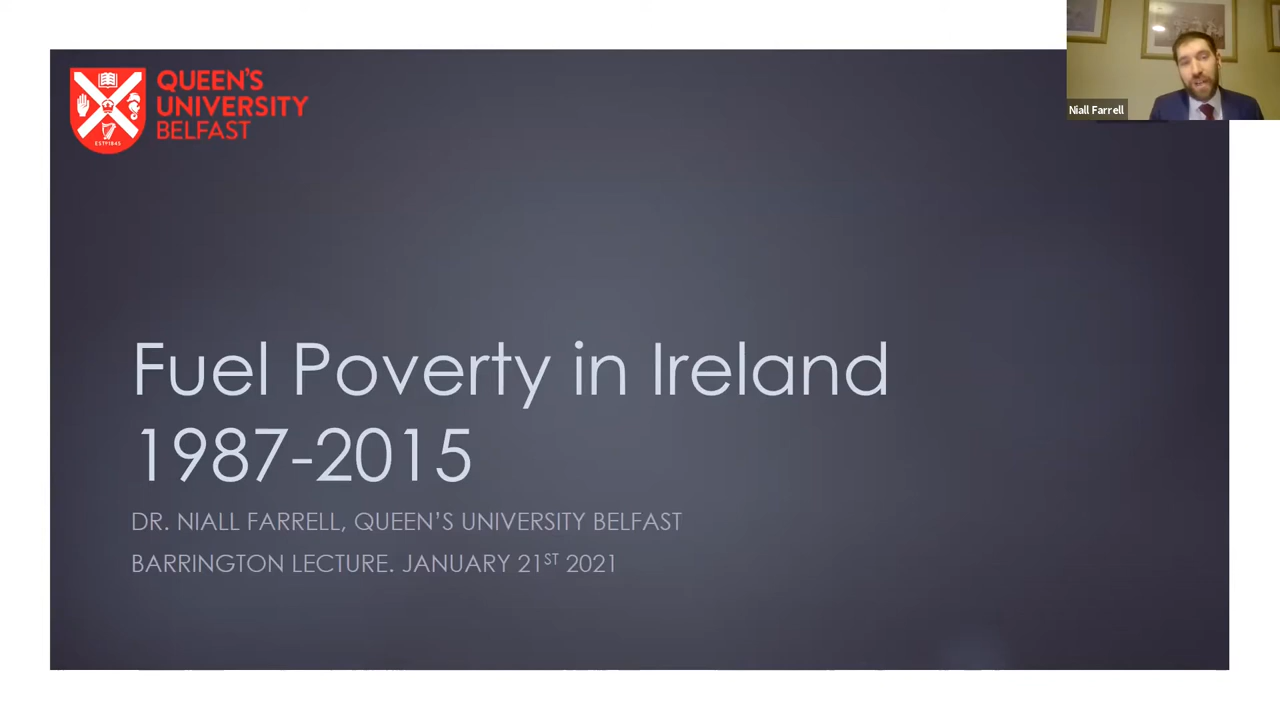 QUEEN'S
UNIVERSITY
BELFAST
ESTD1845
Niall Farrell
Fuel Poverty in Ireland
1987-2015
DR. NIALL FARRELL, QUEEN'S UNIVERSITY BELFAST
BARRINGTON LECTURE. JANUARY 21ST 2021